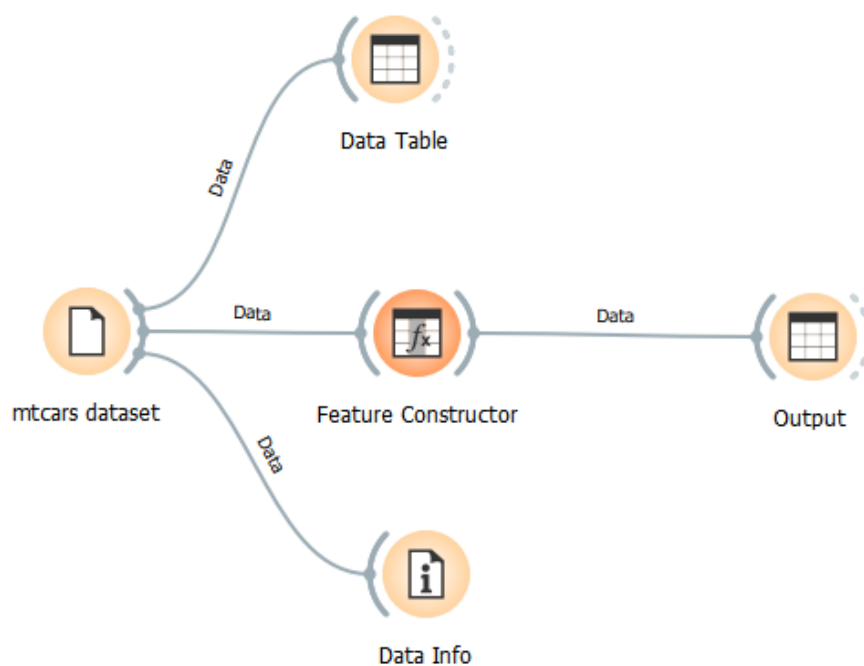 Data Table
Data
Data
Data
mtcars dataset
Feature Constructor
Output
Data
Data Info